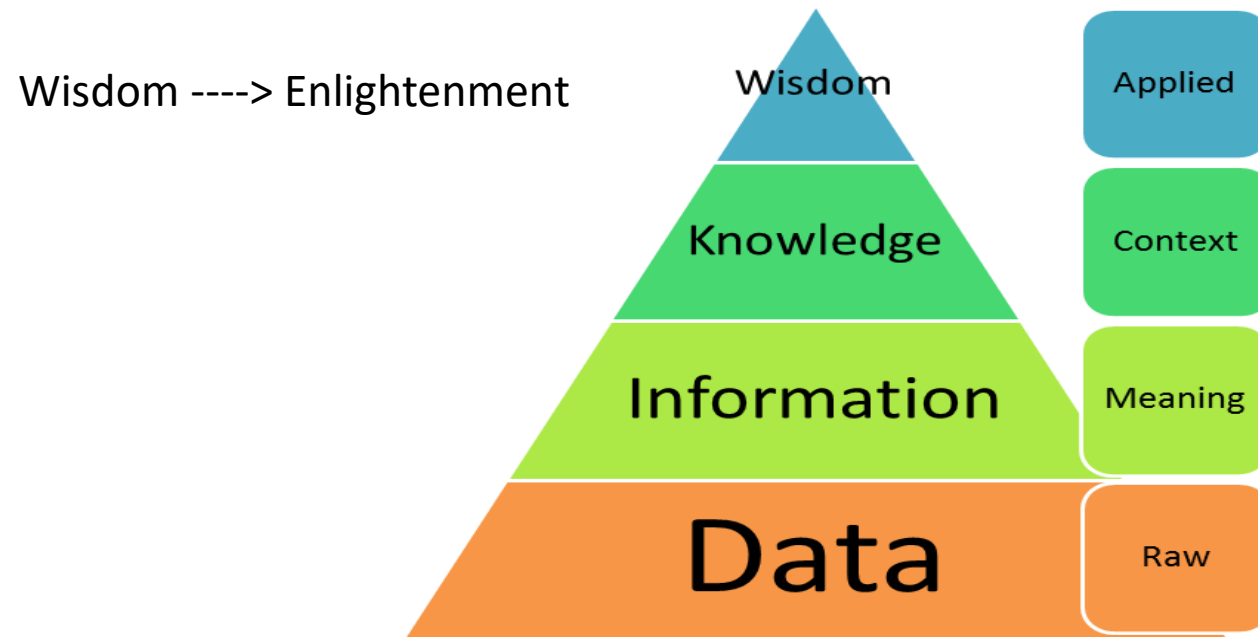 Wisdom ----> Enlightenment
Wisdom
Applied
Knowledge
Context
Information
Meaning
Data
Raw